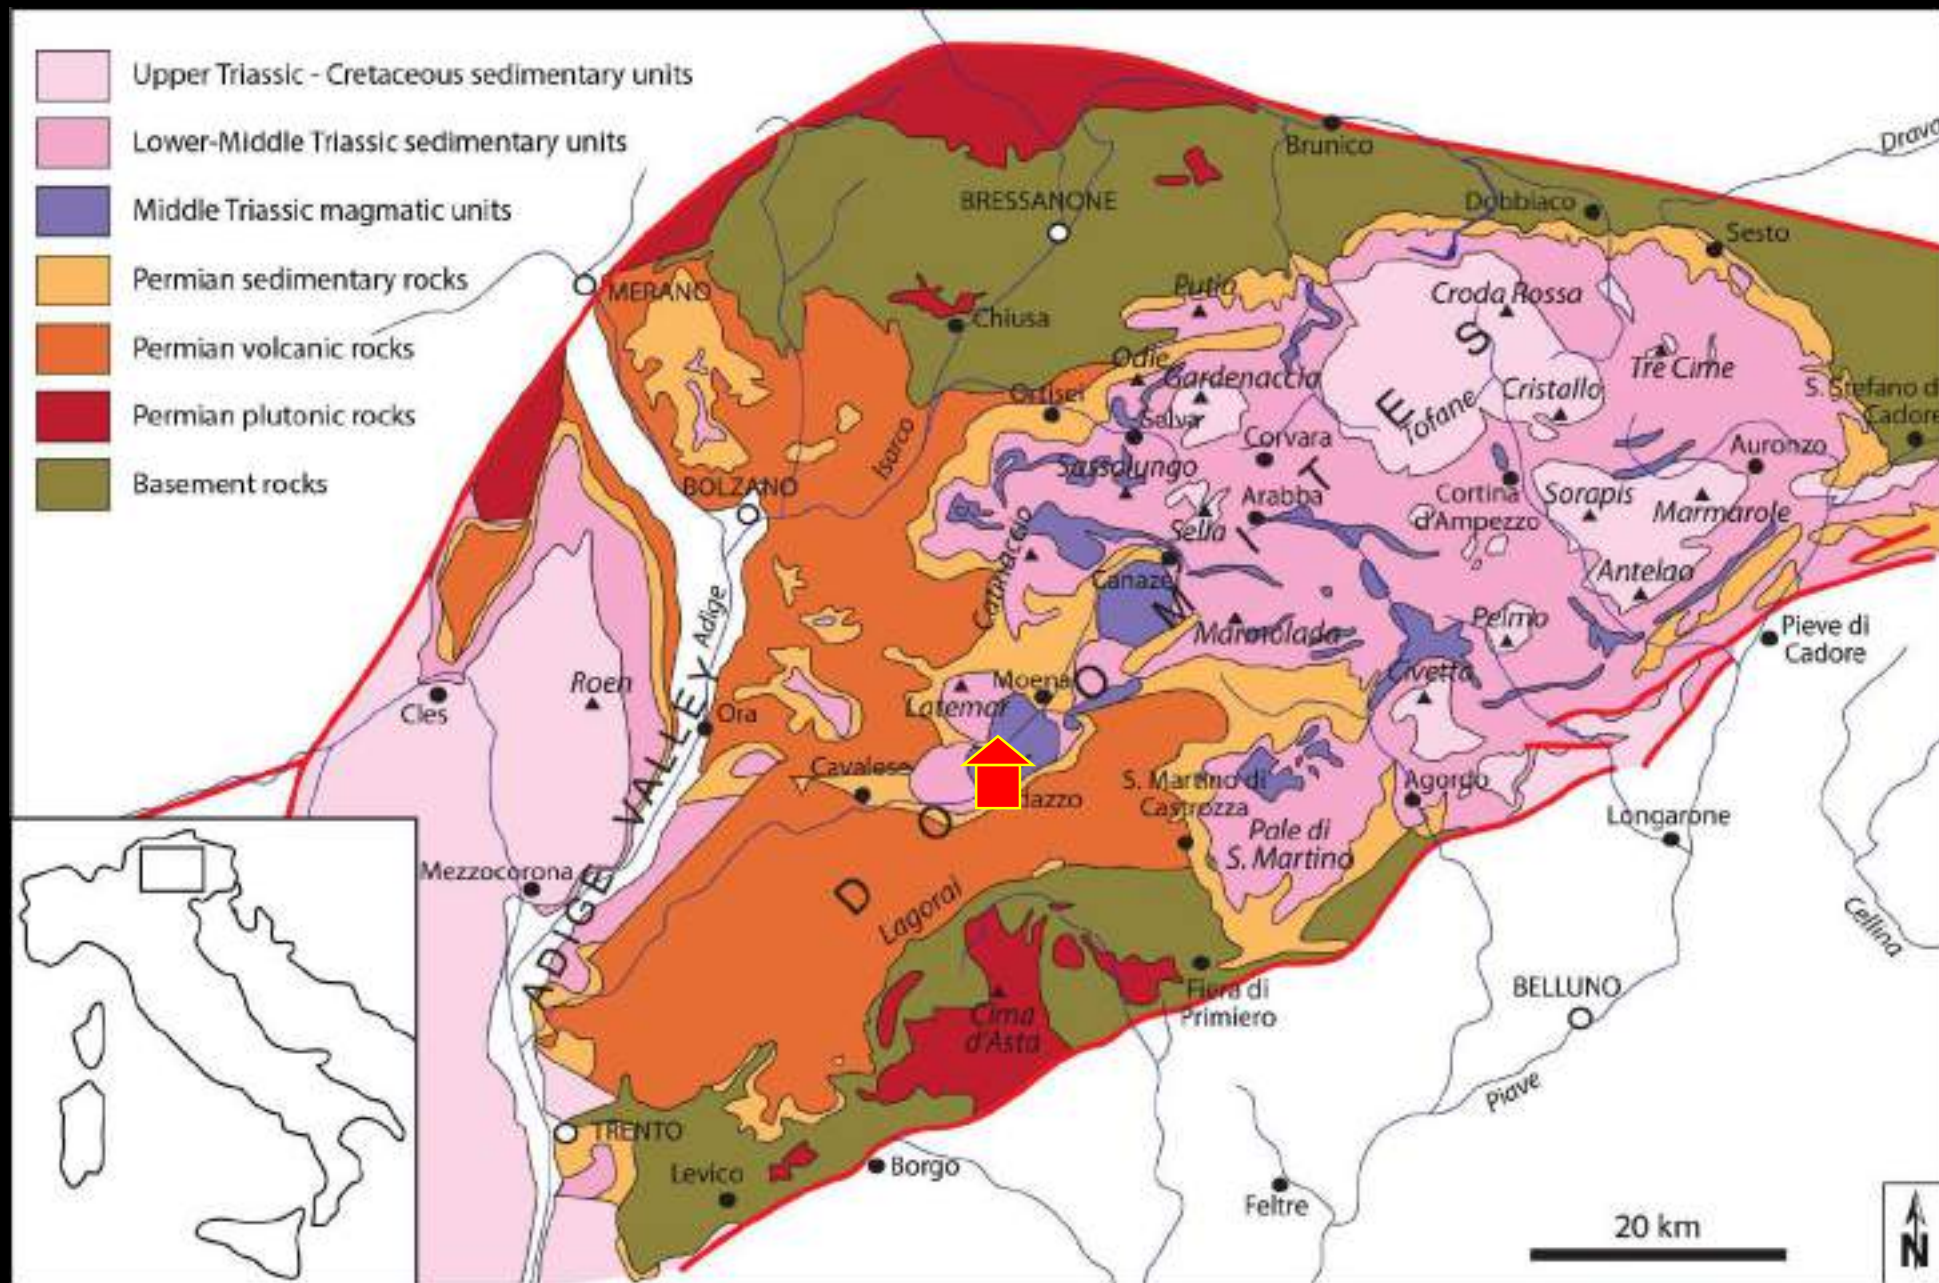 Upper Triassic - Cretaceous sedimentary units
Lower-Middle Triassic sedimentary units
Middle Triassic magmatic units
Permian sedimentary rocks
Permian volcanic rocks
Permian plutonic rocks
Basement rocks
Drava
Brunico
BRESSANONE
Dobbiaco
Sesto
MERANO
Putia
Croda Rossa
Chiusa
Odle
Gardenaccia
Tre Cime
Ortisei
Cristallo
S. Stefano d
Cadore
Selva
Tofane
Isarco
Corvara
Auronzo
Sassolungo
BOLZANO
Arabba
Cortina
d'Ampezzo
Sorapis
Marmarole
Sella
Catinaccio
Canazei
Antelao
Adige
Marmolada
Pelmo
Pieve di
Cadore
Civetta
Roen
Moena
Latemar
Cles
Ora
Cavalese
dazzo
S. Martino di
Castrozza
Agordo
Longarone
Pale di
S. Martino
Mezzocorona
ADIGE VALLEY
DOLOMITES
Lagorai
Cellina
Fiera di
Primiero
BELLUNO
Cima
d'Asta
Piave
TRENTO
Levico
Borgo
Feltre
20 km
N